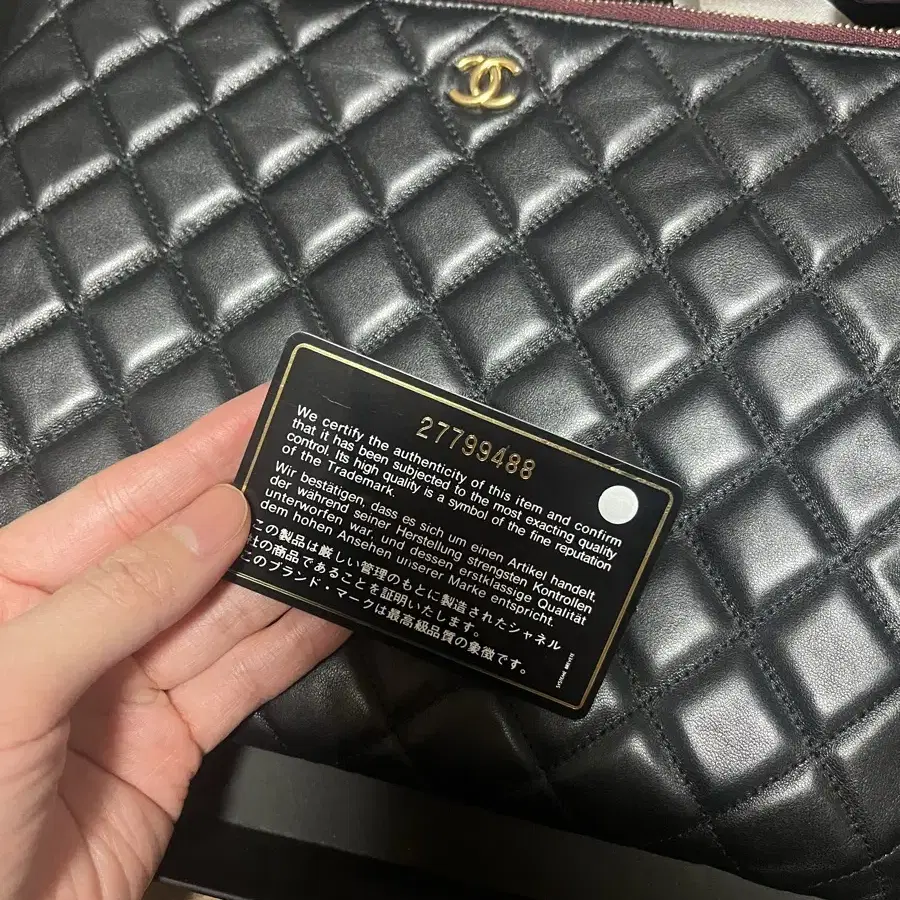 27799488
We certify the authenticity of this item and confirm
that it has been subjected to the most exacting quality
control. Its high quality is a symbol of the fine reputation
of the Trademark.
Wir bestätigen, dass es sich um einen Artikel handelt,
der während seiner Herstellung strengsten Kontrollen
unterworfen war, und dessen erstklassige Qualität
dem hohen Ansehen unserer Marke entspricht.
この製品は厳しい管理のもとに製造されたシャネル
社の商品であることを証明いたします。
このブランド・マークは最高級品質の象徴です。
SYSTEME BREVETE